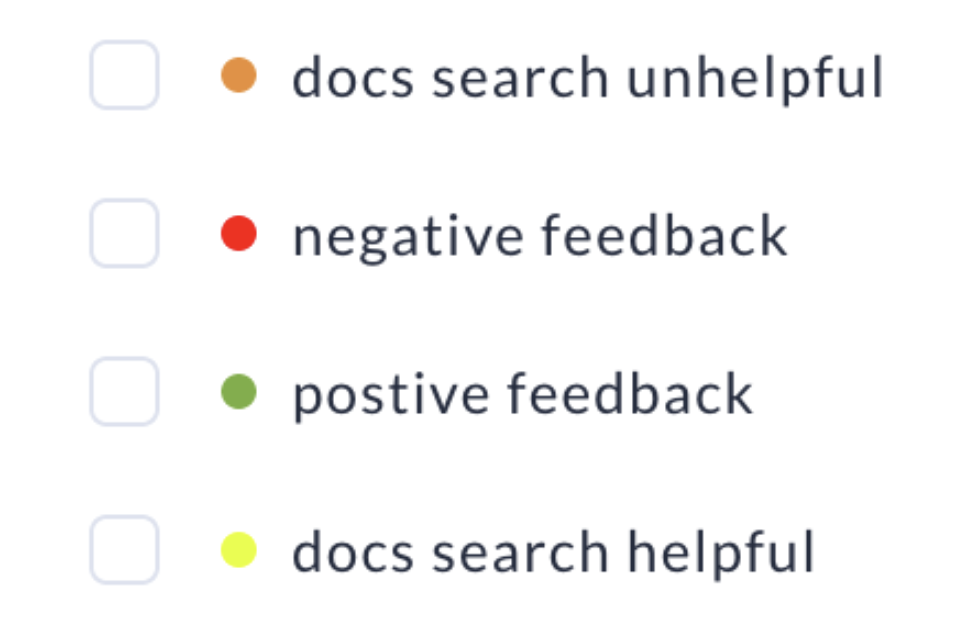 docs search unhelpful
negative feedback
postive feedback
docs search helpful